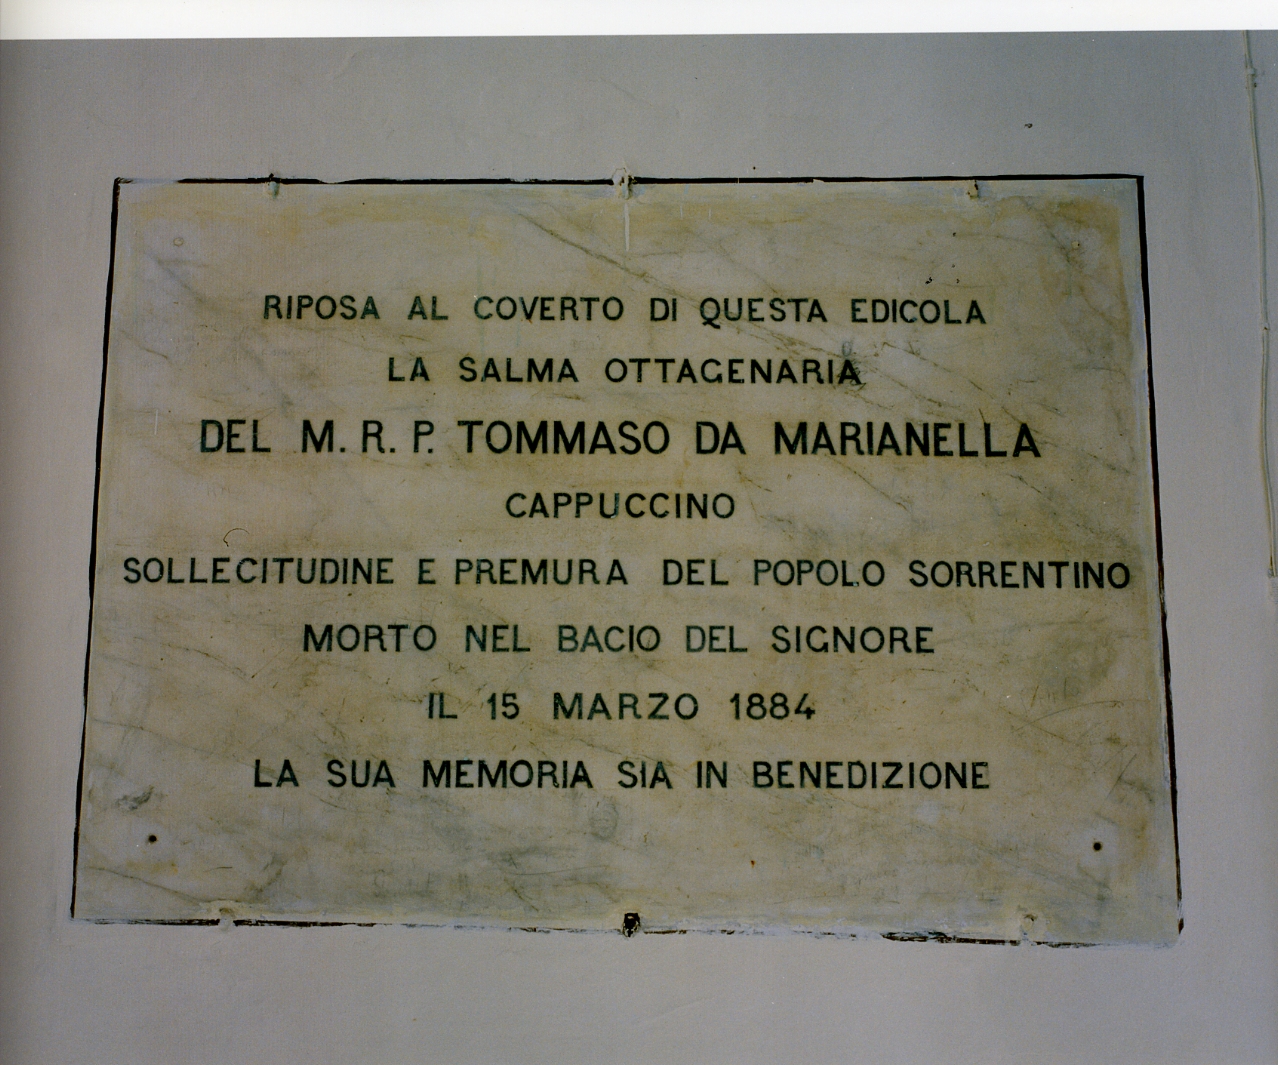 RIPOSA AL COVERTO DI QUESTA EDICOLA
LA SALMA OTTAGENARIA
DEL M. R. P. TOMMASO DA MARIANELLA
CAPPUCCINO
SOLLECITUDINE E PREMURA DEL POPOLO SORRENTINO
MORTO NEL BACIO DEL SIGNORE
IL 15 MARZO 1884
LA SUA MEMORIA SIA IN BENEDIZIONE